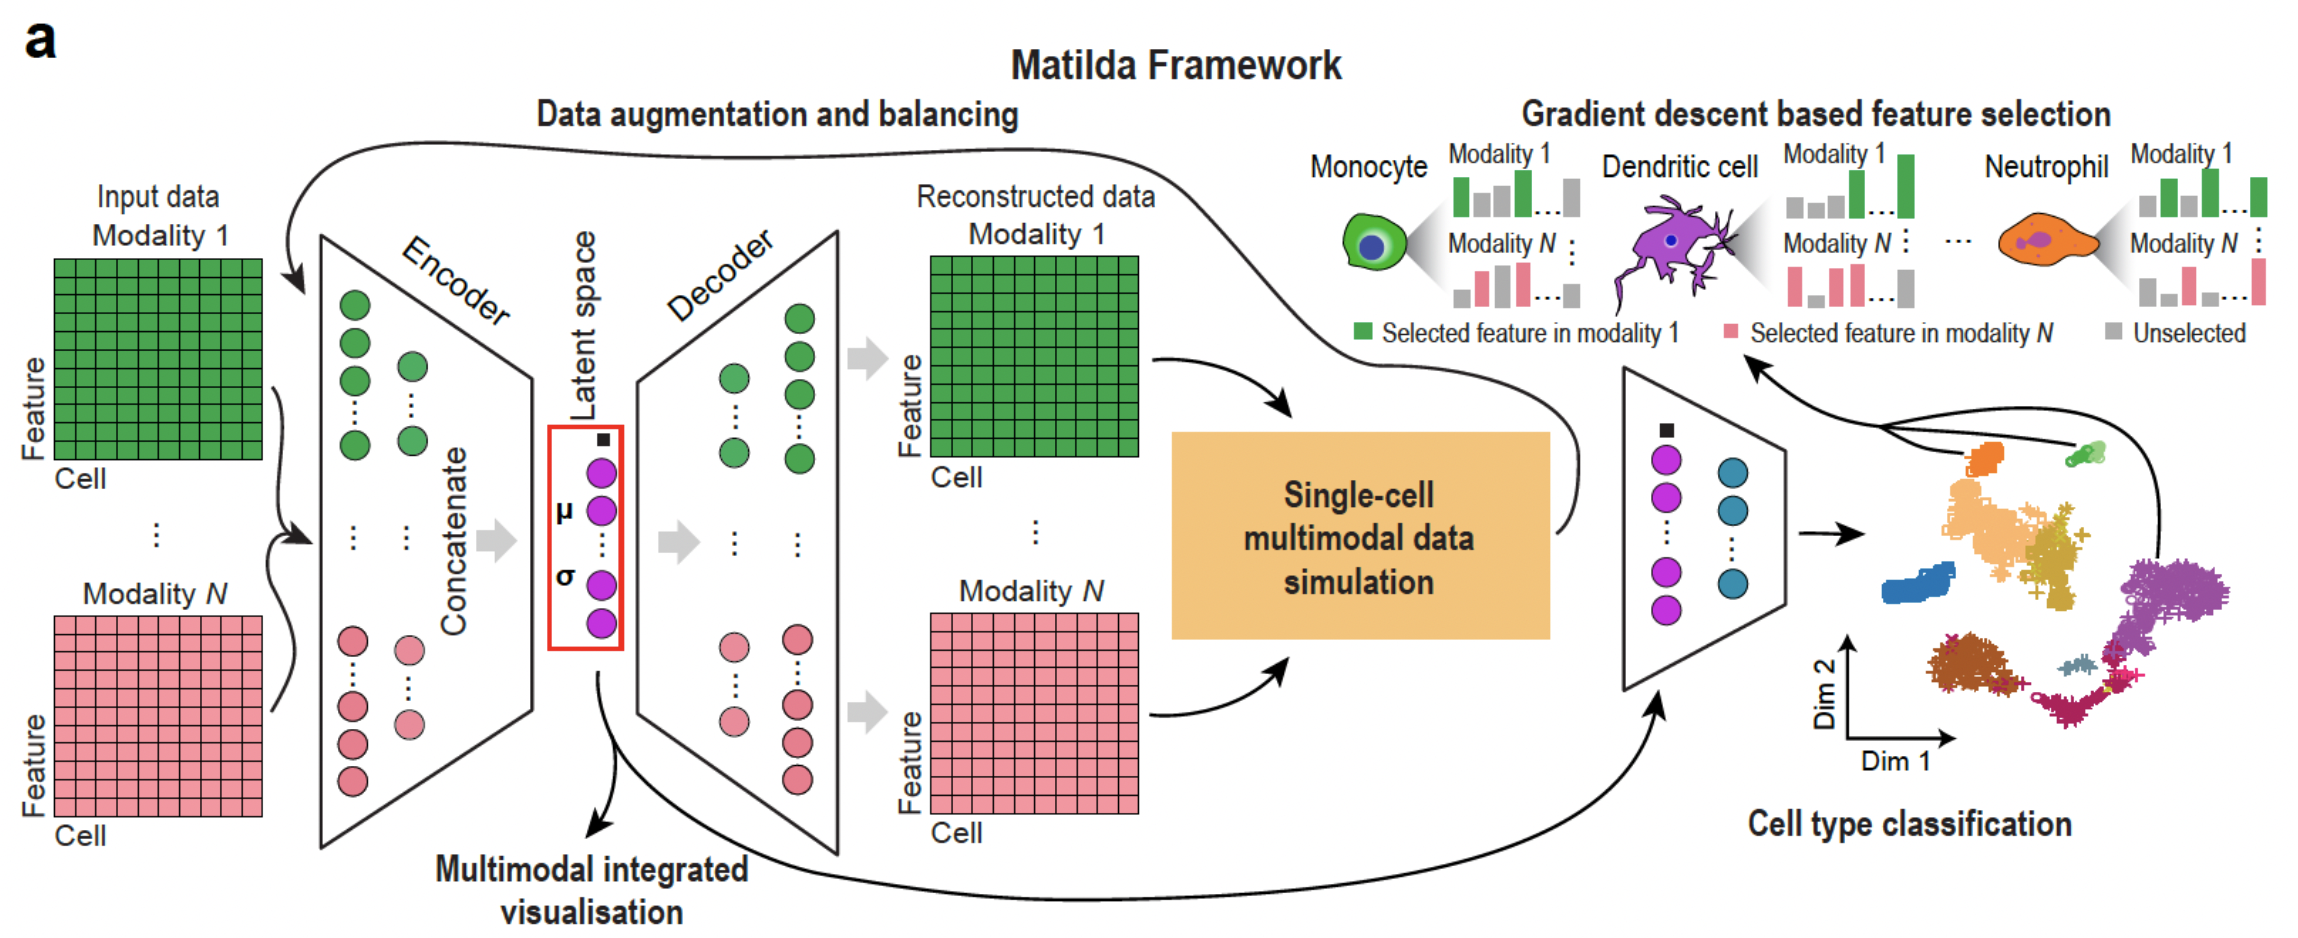 a
Matilda Framework
Data augmentation and balancing
Gradient descent based feature selection
Input data
Modality 1
Feature
Cell
Modality N
Feature
Cell
Encoder
Concatenate
Latent space
μ
σ
Decoder
Reconstructed data
Modality 1
Feature
Cell
Modality N
Feature
Cell
Multimodal integrated
visualisation
Single-cell
multimodal data
simulation
Monocyte
Modality 1
Modality N
Dendritic cell
Modality 1
Modality N
Neutrophil
Modality 1
Modality N
Selected feature in modality 1
Selected feature in modality N
Unselected
Dim 2
Dim 1
Cell type classification